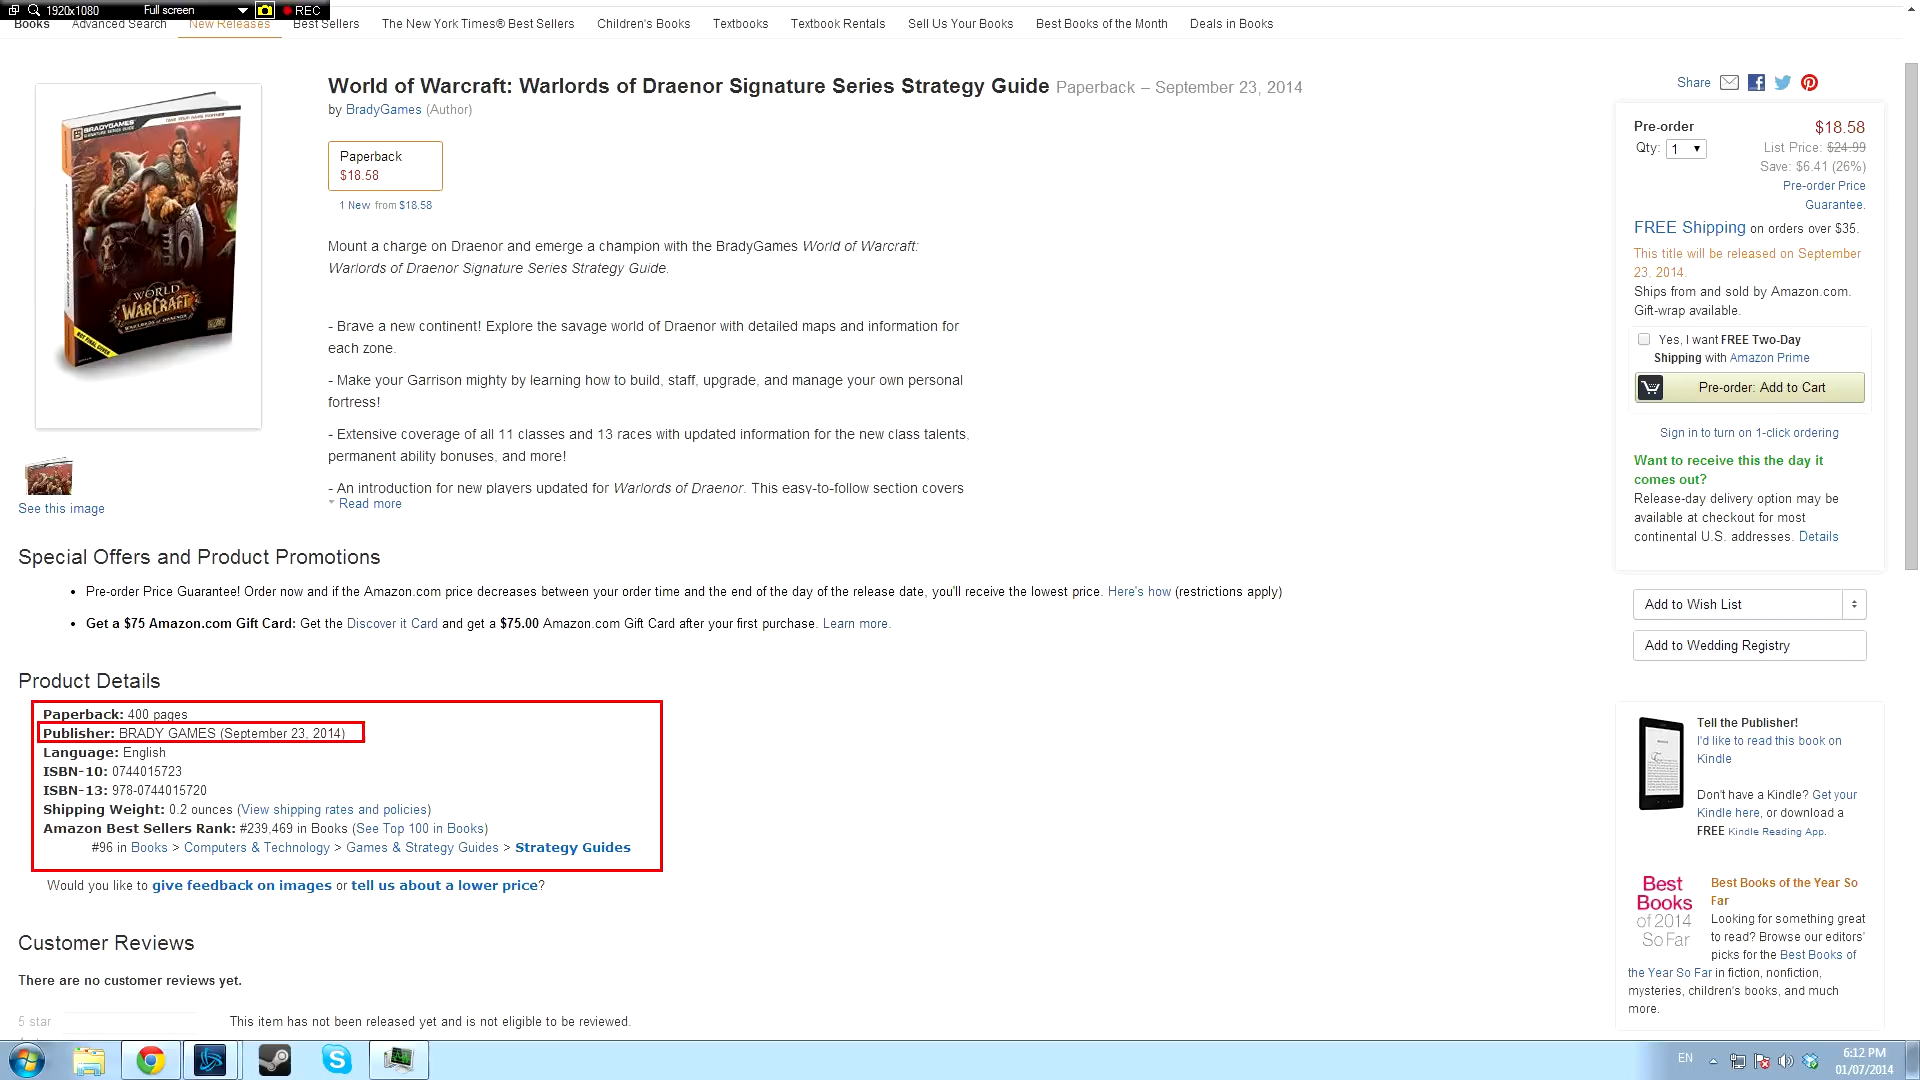 1920x1080 Full screen REC
Books Advanced Search New Releases Best Sellers The New York Times® Best Sellers Children's Books Textbooks Textbook Rentals Sell Us Your Books Best Books of the Month Deals in Books
World of Warcraft: Warlords of Draenor Signature Series Strategy Guide Paperback – September 23, 2014
by BradyGames (Author)
Paperback
$18.58
1 New from $18.58
Mount a charge on Draenor and emerge a champion with the BradyGames World of Warcraft:
Warlords of Draenor Signature Series Strategy Guide.
- Brave a new continent! Explore the savage world of Draenor with detailed maps and information for
each zone.
- Make your Garrison mighty by learning how to build, staff, upgrade, and manage your own personal
fortress!
- Extensive coverage of all 11 classes and 13 races with updated information for the new class talents,
permanent ability bonuses, and more!
- An introduction for new players updated for Warlords of Draenor. This easy-to-follow section covers
Read more
BRADYGAMES
SIGNATURE SERIES GUIDE
WORLD
WARCRAFT
WARLORDS OF DRAENOR
NOT FINAL COVER
See this image
Share
Pre-order $18.58
Qty: 1 List Price: $24.99
Save: $6.41 (26%)
Pre-order Price
Guarantee.
FREE Shipping on orders over $35.
This title will be released on September
23, 2014.
Ships from and sold by Amazon.com.
Gift-wrap available.
Yes, I want FREE Two-Day
Shipping with Amazon Prime
Pre-order: Add to Cart
Sign in to turn on 1-click ordering
Want to receive this the day it
comes out?
Release-day delivery option may be
available at checkout for most
continental U.S. addresses. Details
Add to Wish List
Add to Wedding Registry
Special Offers and Product Promotions
• Pre-order Price Guarantee! Order now and if the Amazon.com price decreases between your order time and the end of the day of the release date, you'll receive the lowest price. Here's how (restrictions apply)
• Get a $75 Amazon.com Gift Card: Get the Discover it Card and get a $75.00 Amazon.com Gift Card after your first purchase. Learn more.
Product Details
Paperback: 400 pages
Publisher: BRADY GAMES (September 23, 2014)
Language: English
ISBN-10: 0744015723
ISBN-13: 978-0744015720
Shipping Weight: 0.2 ounces (View shipping rates and policies)
Amazon Best Sellers Rank: #239,469 in Books (See Top 100 in Books)
#96 in Books > Computers & Technology > Games & Strategy Guides > Strategy Guides
Would you like to give feedback on images or tell us about a lower price?
Tell the Publisher!
I'd like to read this book on
Kindle
Don't have a Kindle? Get your
Kindle here, or download a
FREE Kindle Reading App.
Best
Books
of 2014
So Far
Best Books of the Year So
Far
Looking for something great
to read? Browse our editors'
picks for the Best Books of
the Year So Far in fiction, nonfiction,
mysteries, children's books, and much
more.
Customer Reviews
There are no customer reviews yet.
5 star
This item has not been released yet and is not eligible to be reviewed.
EN
6:12 PM
01/07/2014